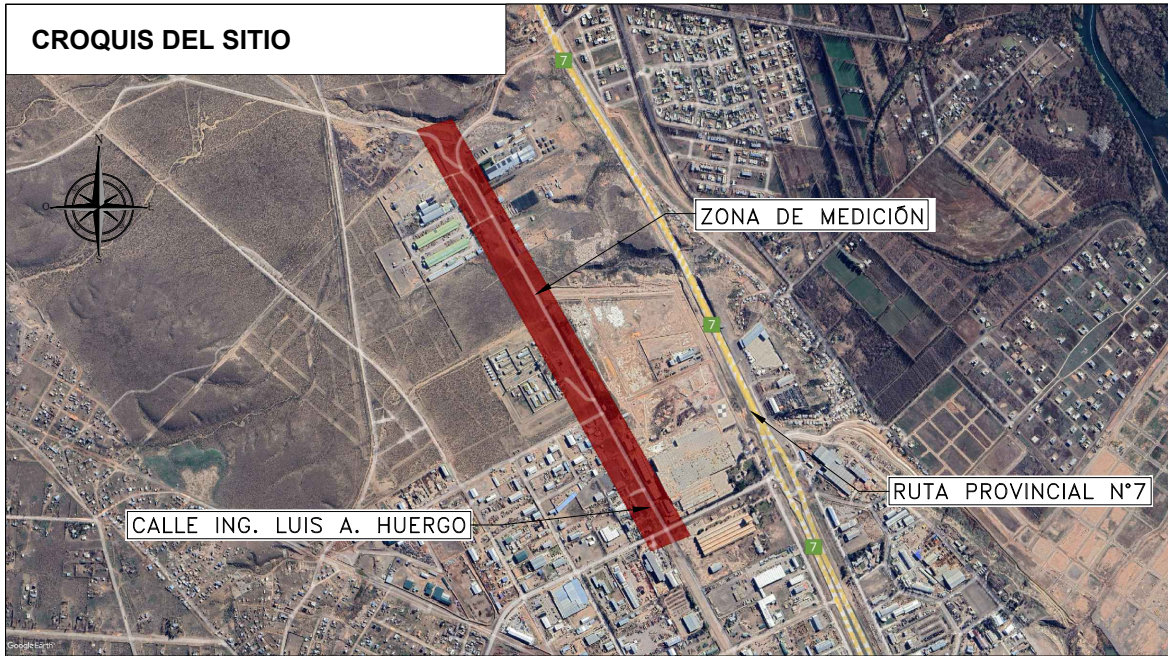 CROQUIS DEL SITIO
7
N
O
E
ZONA DE MEDICIÓN
7
RUTA PROVINCIAL N°7
CALLE ING. LUIS A. HUERGO
7
Google Earth